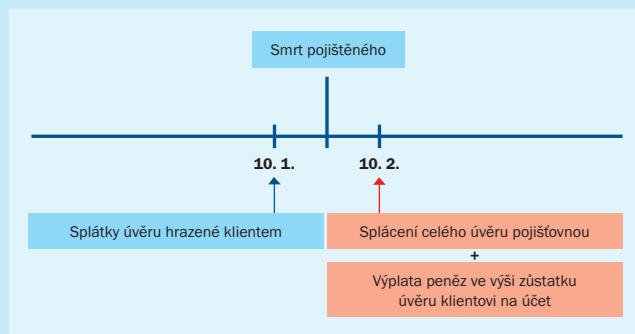 Smrt pojištěného
10. 1.
10. 2.
Splátky úvěru hrazené klientem
Splácení celého úvěru pojišťovnou
+
Výplata peněz ve výši zůstatku
úvěru klientovi na účet